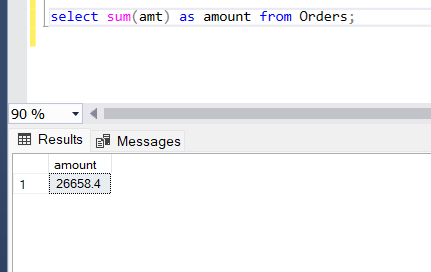 select sum(amt) as amount from Orders;
90 %
Results Messages
amount
1 26658.4